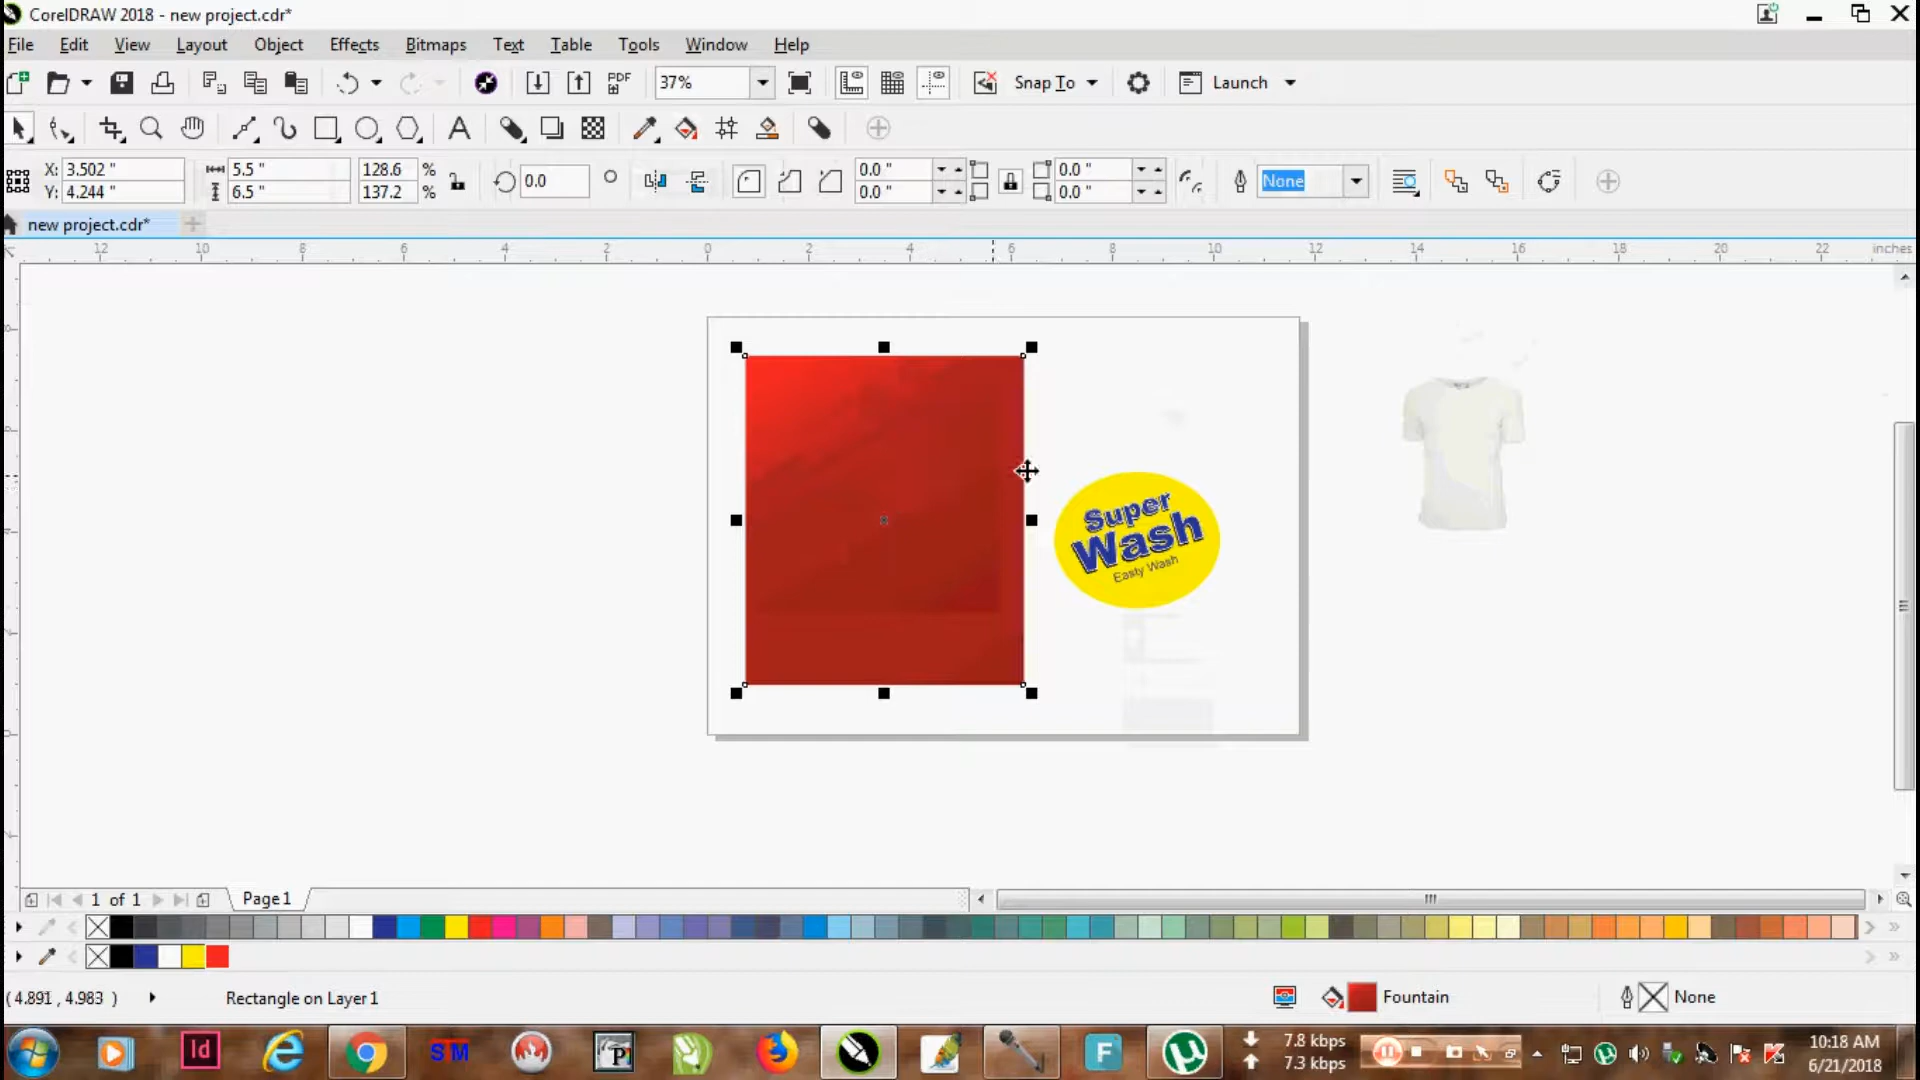 CorelDRAW 2018 - new project.cdr*
File Edit View Layout Object Effects Bitmaps Text Table Tools Window Help
PDF 37% Snap To Launch
X: 3.502 " 5.5 " 128.6 % 0.0 0.0 " 0.0 " None
Y: 4.244 " 6.5 " 137.2 % 0.0 " 0.0 "
new project.cdr*
12 10 8 6 4 2 0 2 4 6 8 10 12 14 16 18 20 22 inches
Super
Wash
Easty Wash
1 of 1 Page 1
( 4.891 , 4.983 ) Rectangle on Layer 1 Fountain None
Id SM P F 7.8 kbps 10:18 AM
7.3 kbps 6/21/2018